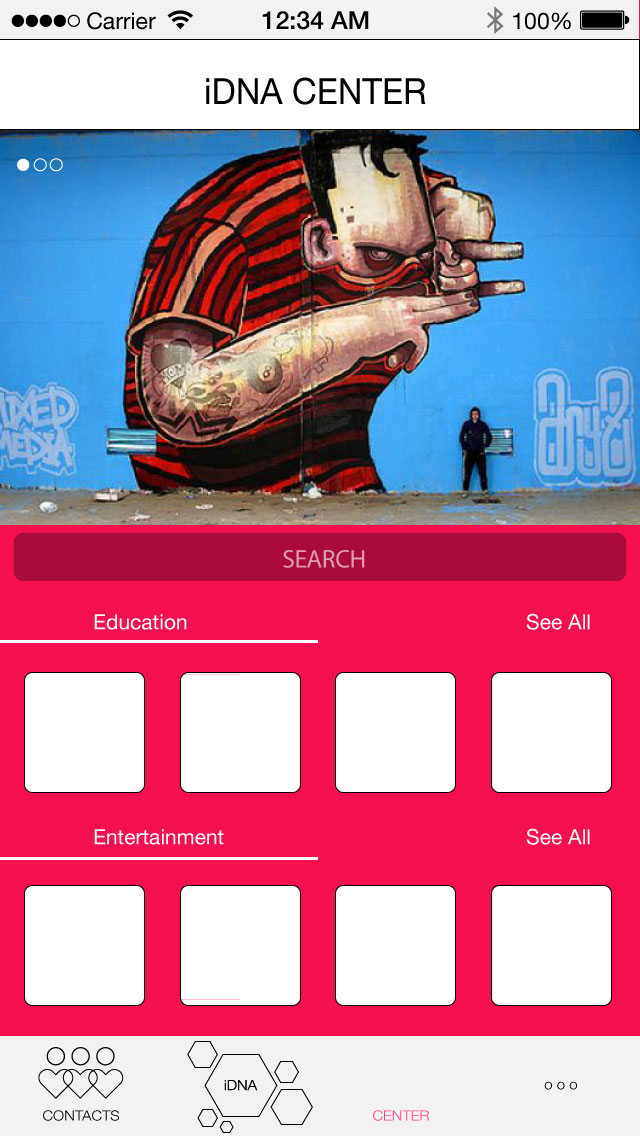 Carrier 12:34 AM 100%
iDNA CENTER
MIXED
MEDIA
aryz
SEARCH
Education See All
Entertainment See All
iDNA
CONTACTS CENTER